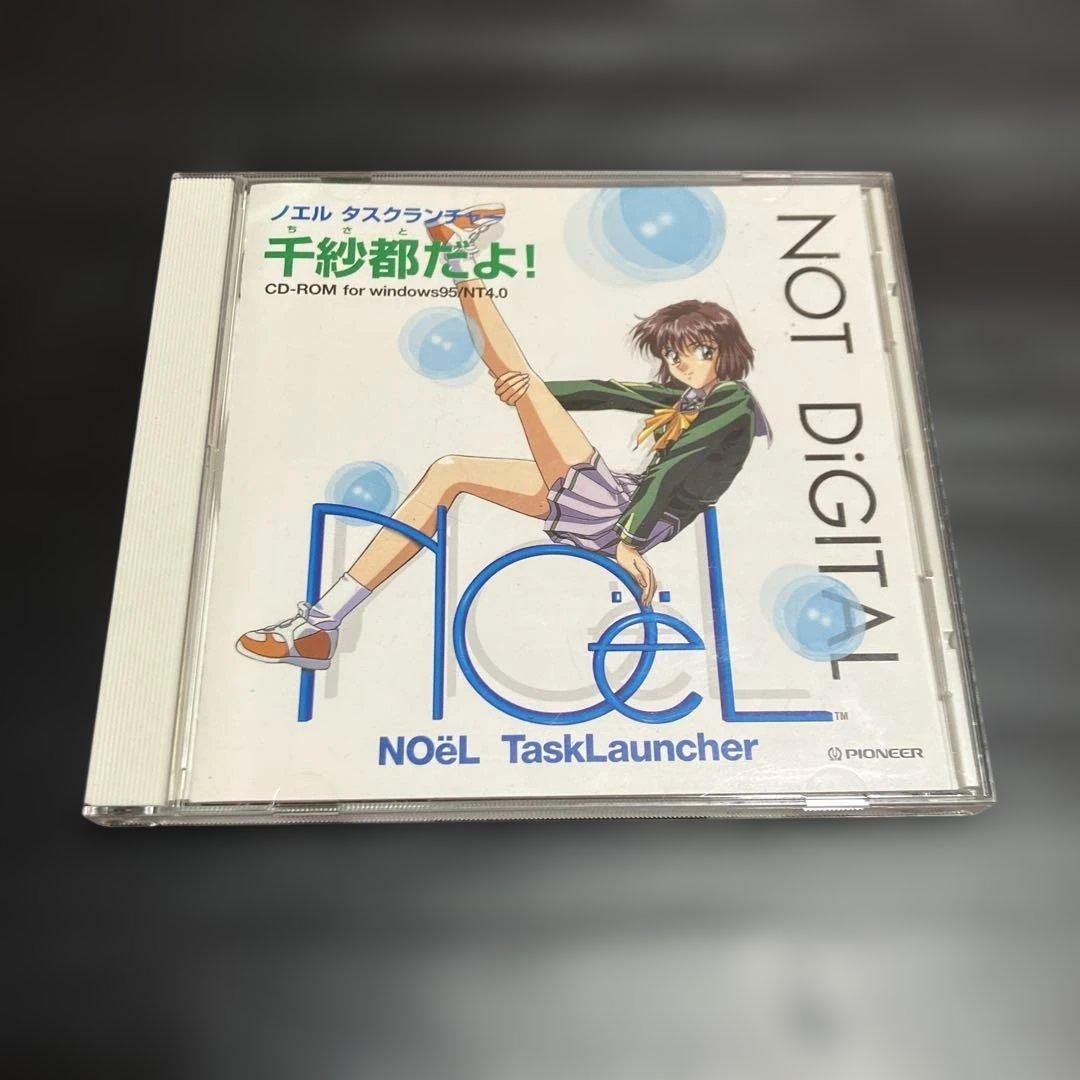 ノエル タスクランチャー
ちさと
千紗都だよ!
CD-ROM for windows95/NT4.0
NOT DiGITAL
NOëL™
NOëL TaskLauncher
PIONEER